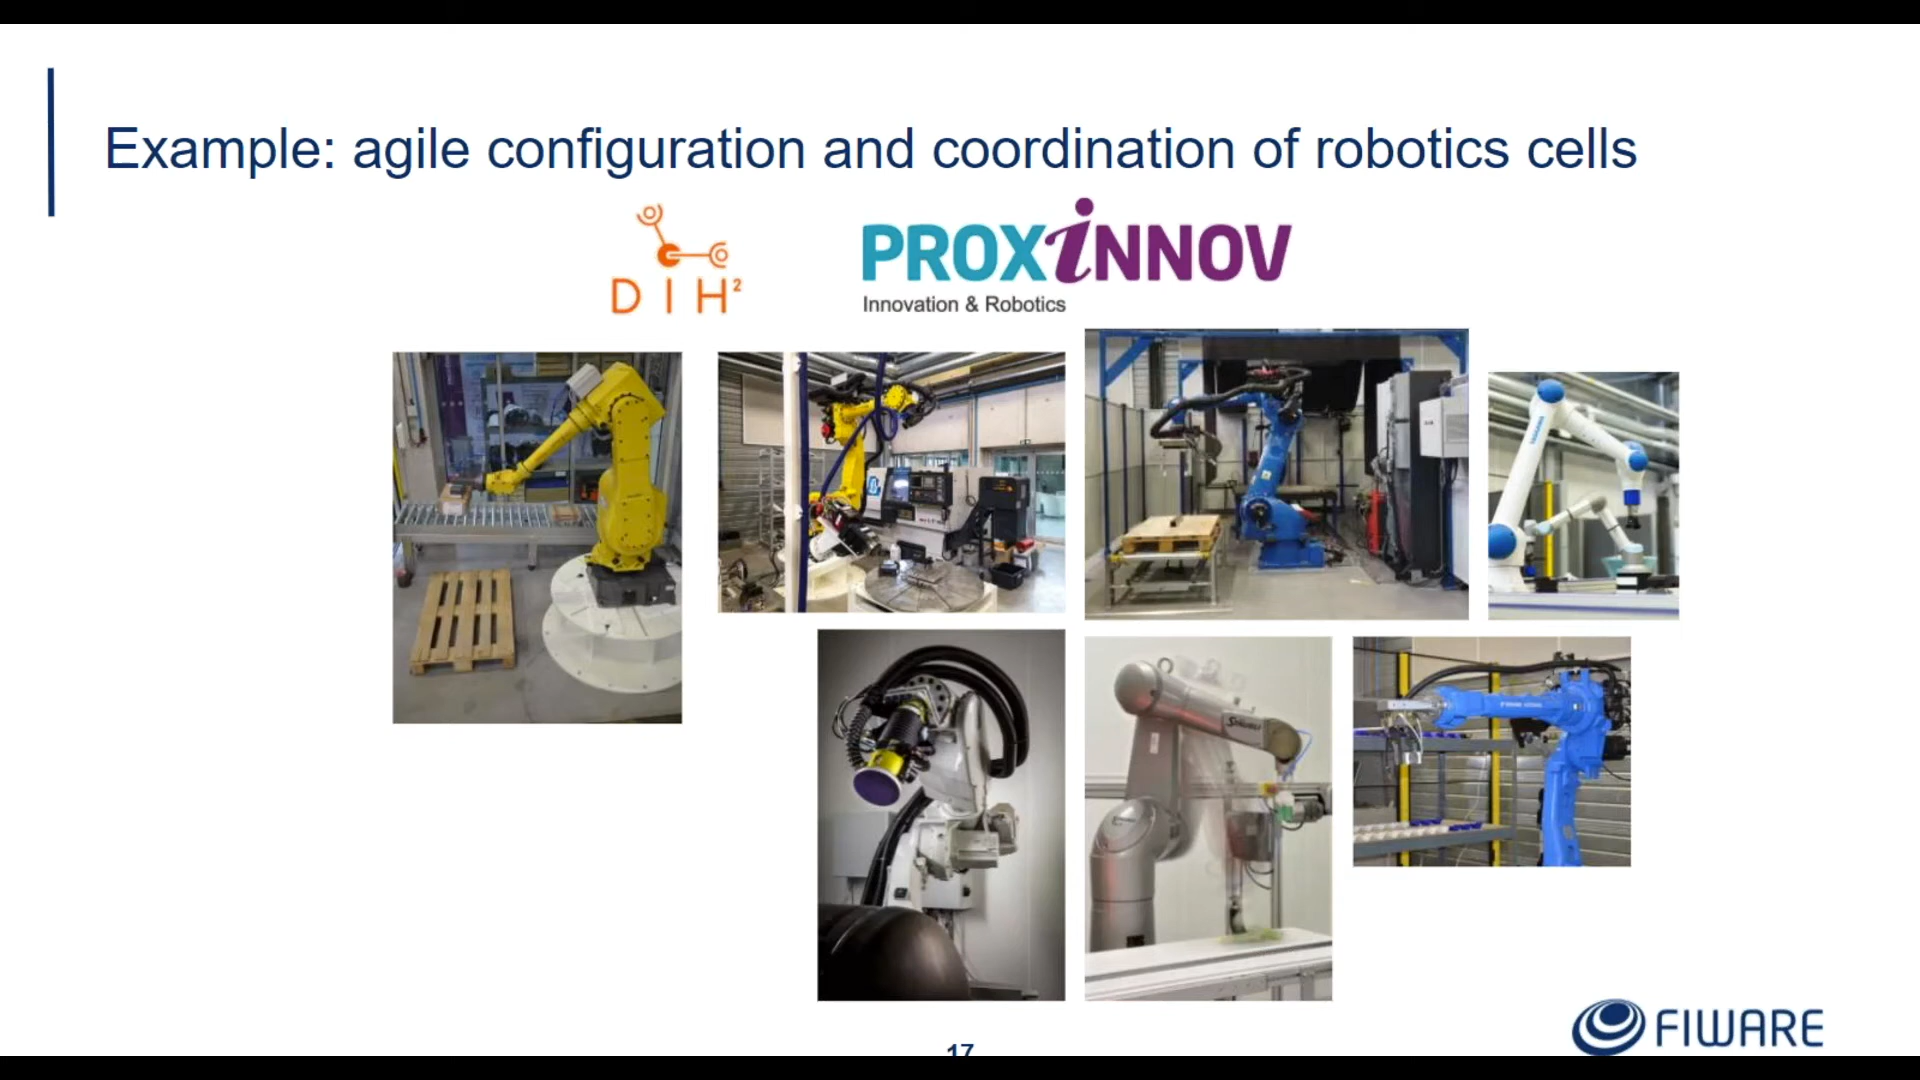 Example: agile configuration and coordination of robotics cells
DIH²
PROXiNNOV
Innovation & Robotics
17
FIWARE